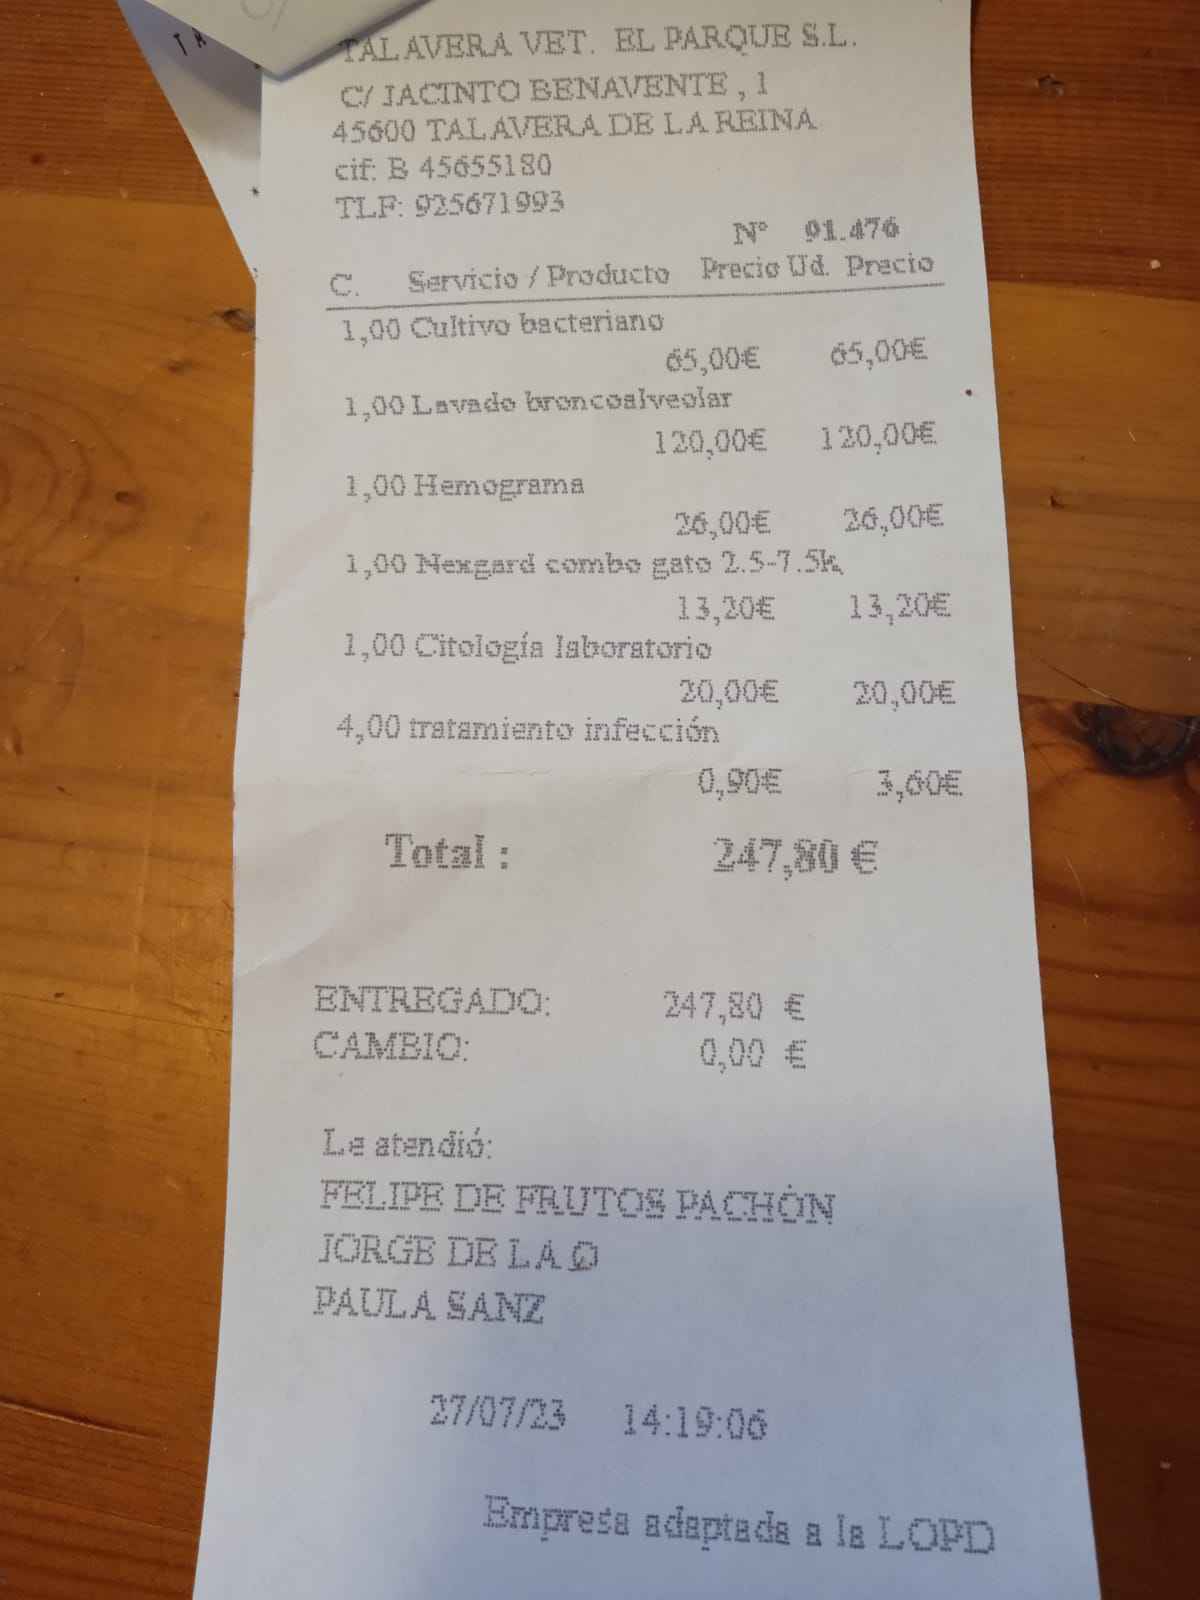 TALAVERA VET. EL PARQUE S.L.
C/ JACINTO BENAVENTE , 1
45600 TALAVERA DE LA REINA
cif: B 45655180
TLF: 925671993
Nº 91.476
C. Servicio / Producto Precio Ud. Precio
1,00 Cultivo bacteriano
65,00€ 65,00€
1,00 Lavado broncoalveolar
120,00€ 120,00€
1,00 Hemograma
26,00€ 26,00€
1,00 Nexgard combo gato 2.5-7.5k
13,20€ 13,20€
1,00 Citología laboratorio
20,00€ 20,00€
4,00 tratamiento infección
0,90€ 3,60€
Total : 247,80 €
ENTREGADO: 247,80 €
CAMBIO: 0,00 €
Le atendió:
FELIPE DE FRUTOS PACHÓN
JORGE DE LA O
PAULA SANZ
27/07/23 14:19:06
Empresa adaptada a la LOPD